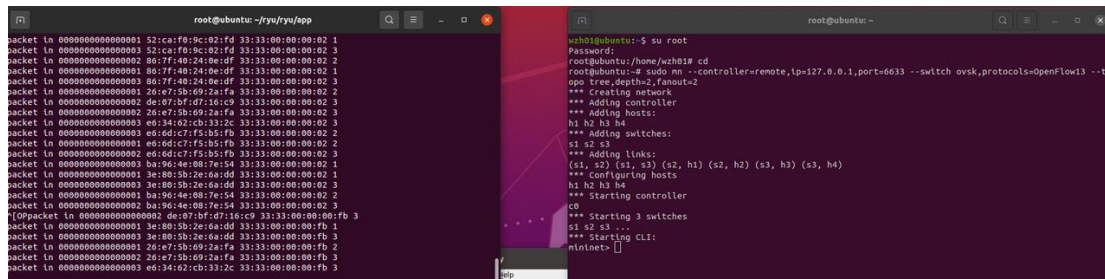 root@ubuntu: ~/ryu/ryu/app
packet in 0000000000000001 52:ca:f0:9c:02:fd 33:33:00:00:00:02 1
packet in 0000000000000003 52:ca:f0:9c:02:fd 33:33:00:00:00:02 3
packet in 0000000000000002 86:7f:40:24:0e:df 33:33:00:00:00:02 2
packet in 0000000000000001 86:7f:40:24:0e:df 33:33:00:00:00:02 1
packet in 0000000000000003 86:7f:40:24:0e:df 33:33:00:00:00:02 3
packet in 0000000000000001 26:e7:5b:69:2a:fa 33:33:00:00:00:02 2
packet in 0000000000000002 de:07:bf:d7:16:c9 33:33:00:00:00:02 3
packet in 0000000000000002 26:e7:5b:69:2a:fa 33:33:00:00:00:02 3
packet in 0000000000000003 e6:34:62:cb:33:2c 33:33:00:00:00:02 3
packet in 0000000000000003 e6:6d:c7:f5:b5:fb 33:33:00:00:00:02 2
packet in 0000000000000001 e6:6d:c7:f5:b5:fb 33:33:00:00:00:02 2
packet in 0000000000000002 e6:6d:c7:f5:b5:fb 33:33:00:00:00:02 3
packet in 0000000000000003 ba:96:4e:08:7e:54 33:33:00:00:00:02 1
packet in 0000000000000001 3e:80:5b:2e:6a:dd 33:33:00:00:00:02 1
packet in 0000000000000003 3e:80:5b:2e:6a:dd 33:33:00:00:00:02 3
packet in 0000000000000001 ba:96:4e:08:7e:54 33:33:00:00:00:02 2
packet in 0000000000000002 ba:96:4e:08:7e:54 33:33:00:00:00:02 3
^[OPpacket in 0000000000000002 de:07:bf:d7:16:c9 33:33:00:00:00:fb 3
packet in 0000000000000001 3e:80:5b:2e:6a:dd 33:33:00:00:00:fb 1
packet in 0000000000000003 3e:80:5b:2e:6a:dd 33:33:00:00:00:fb 3
packet in 0000000000000001 26:e7:5b:69:2a:fa 33:33:00:00:00:fb 2
packet in 0000000000000002 26:e7:5b:69:2a:fa 33:33:00:00:00:fb 3
packet in 0000000000000003 e6:34:62:cb:33:2c 33:33:00:00:00:fb 3
Help
root@ubuntu: ~
wzh01@ubuntu:~$ su root
Password:
root@ubuntu:/home/wzh01# cd
root@ubuntu:~# sudo mn --controller=remote,ip=127.0.0.1,port=6633 --switch ovsk,protocols=OpenFlow13 --t
opo tree,depth=2,fanout=2
*** Creating network
*** Adding controller
*** Adding hosts:
h1 h2 h3 h4
*** Adding switches:
s1 s2 s3
*** Adding links:
(s1, s2) (s1, s3) (s2, h1) (s2, h2) (s3, h3) (s3, h4)
*** Configuring hosts
h1 h2 h3 h4
*** Starting controller
c0
*** Starting 3 switches
s1 s2 s3 ...
*** Starting CLI:
mininet>